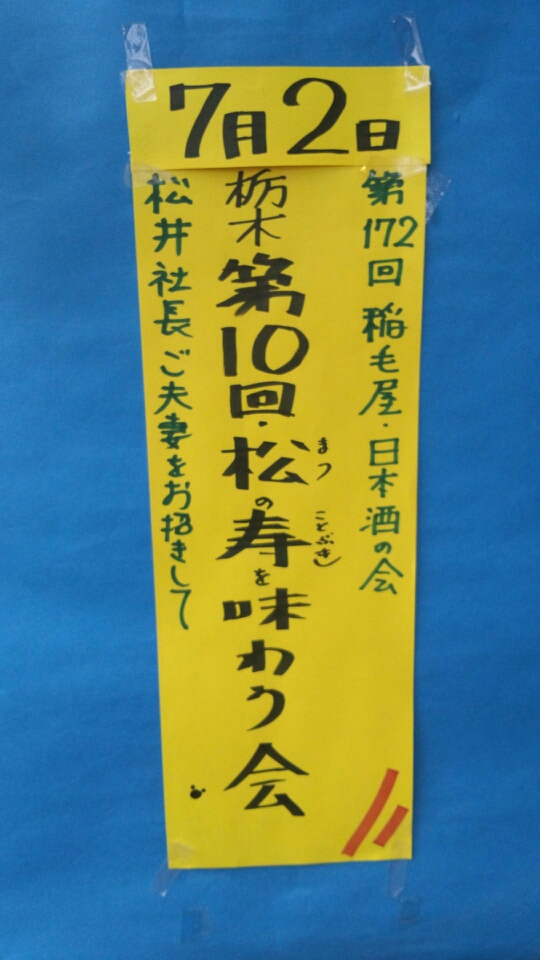 7月2日
第172回 稲毛屋・日本酒の会
まつ ことぶき
栃木 第10回・松の寿を味わう会
松井社長ご夫妻をお招きして